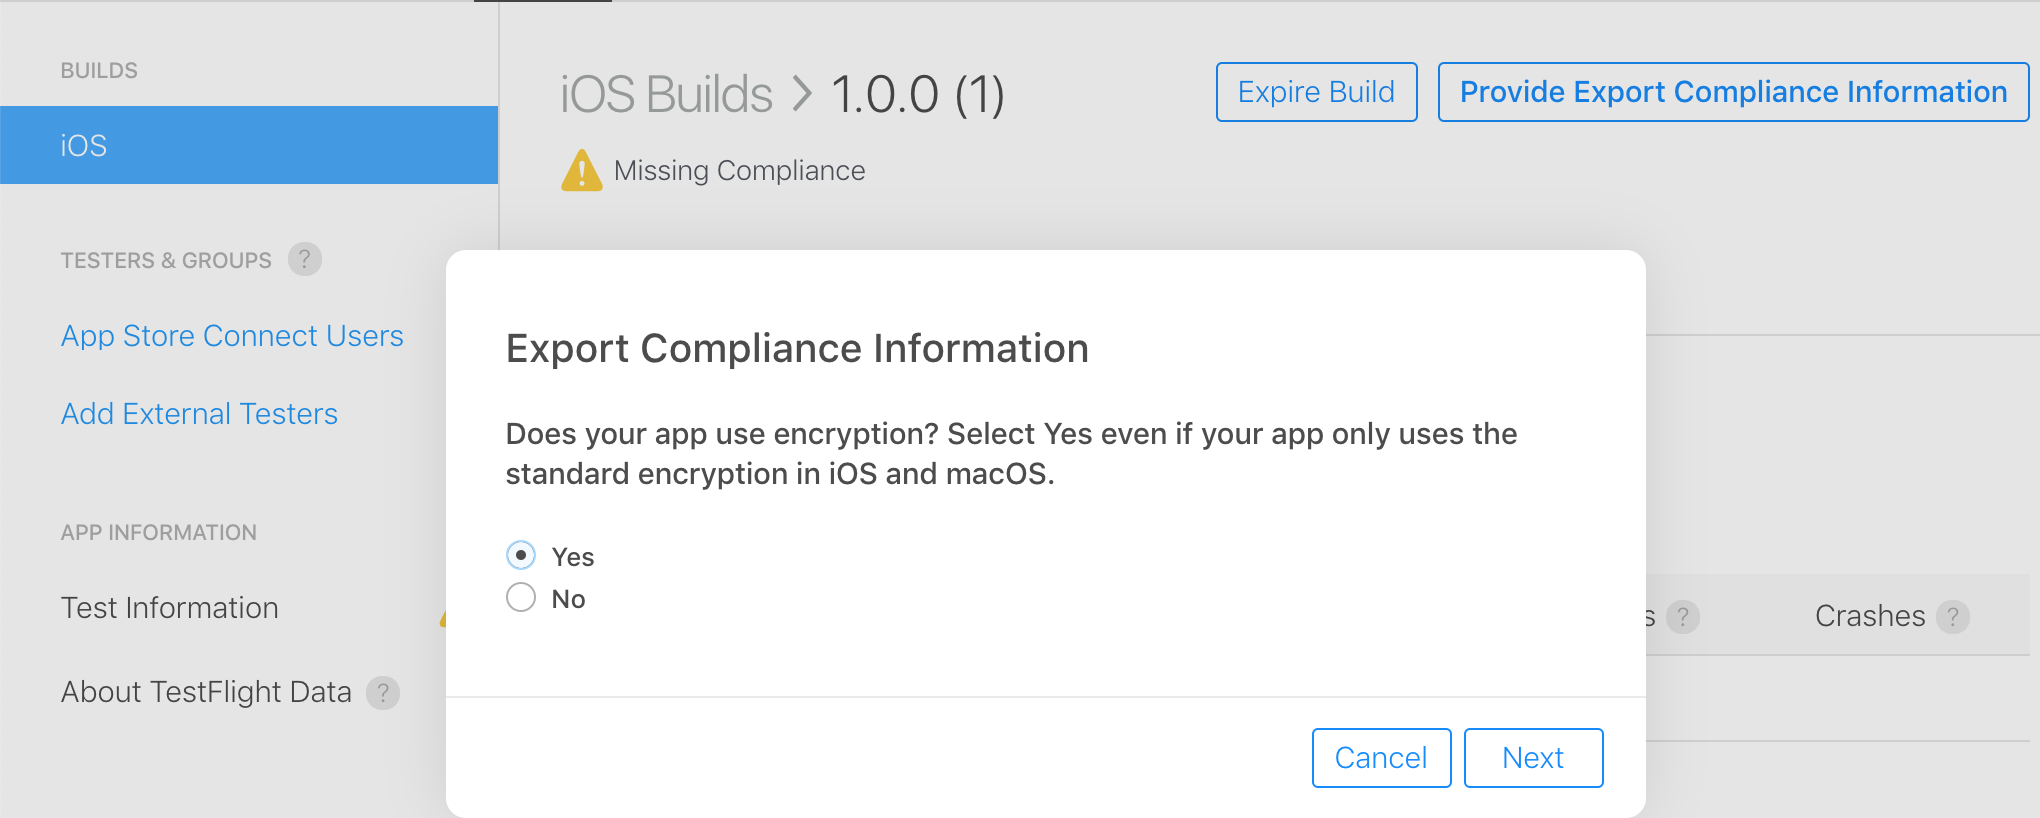 BUILDS
iOS
TESTERS & GROUPS ?
App Store Connect Users
Add External Testers
APP INFORMATION
Test Information
About TestFlight Data ?
iOS Builds > 1.0.0 (1)
Expire Build
Provide Export Compliance Information
Missing Compliance
Export Compliance Information
Does your app use encryption? Select Yes even if your app only uses the
standard encryption in iOS and macOS.
Yes
No
Cancel
Next
s ?
Crashes ?